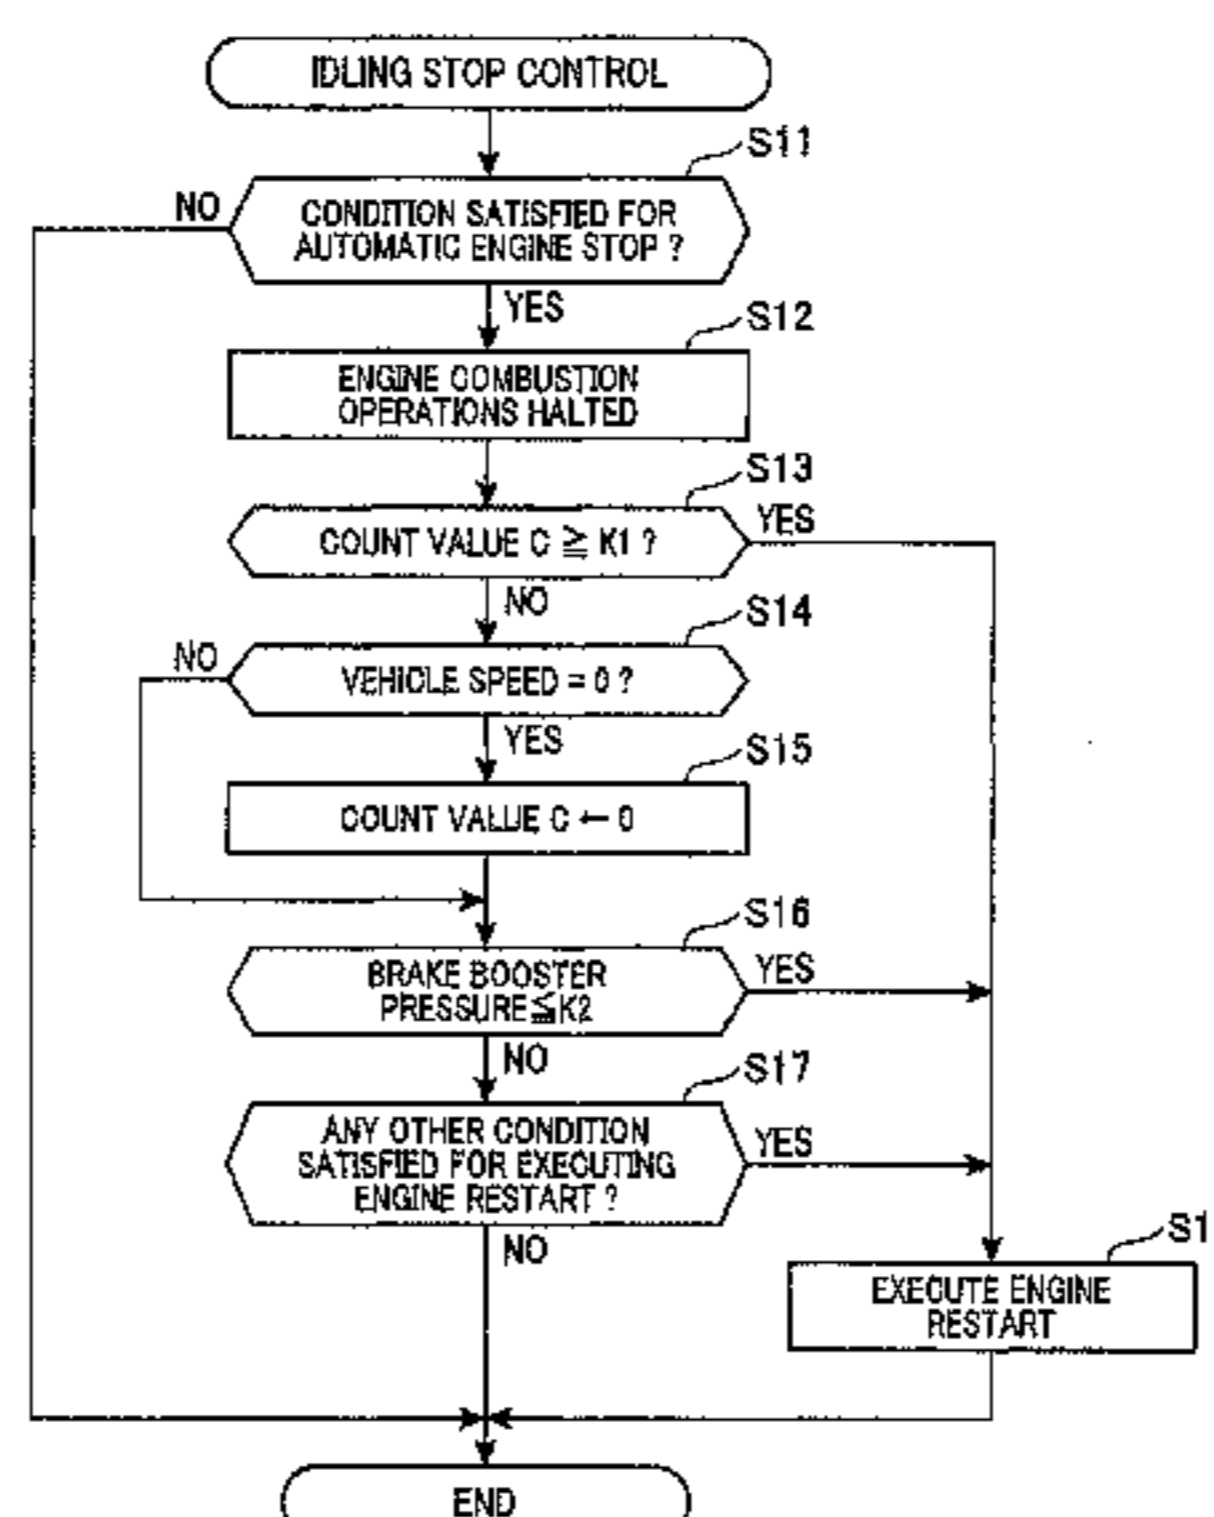 IDLING STOP CONTROL
S11
NO
CONDITION SATISFIED FOR
AUTOMATIC ENGINE STOP ?
YES
S12
ENGINE COMBUSTION
OPERATIONS HALTED
S13
COUNT VALUE C ≧ K1 ?
YES
NO
S14
NO
VEHICLE SPEED = 0 ?
YES
S15
COUNT VALUE C ← 0
S16
BRAKE BOOSTER
PRESSURE≦K2
YES
NO
S17
ANY OTHER CONDITION
SATISFIED FOR EXECUTING
ENGINE RESTART ?
YES
NO
S1
EXECUTE ENGINE
RESTART
END